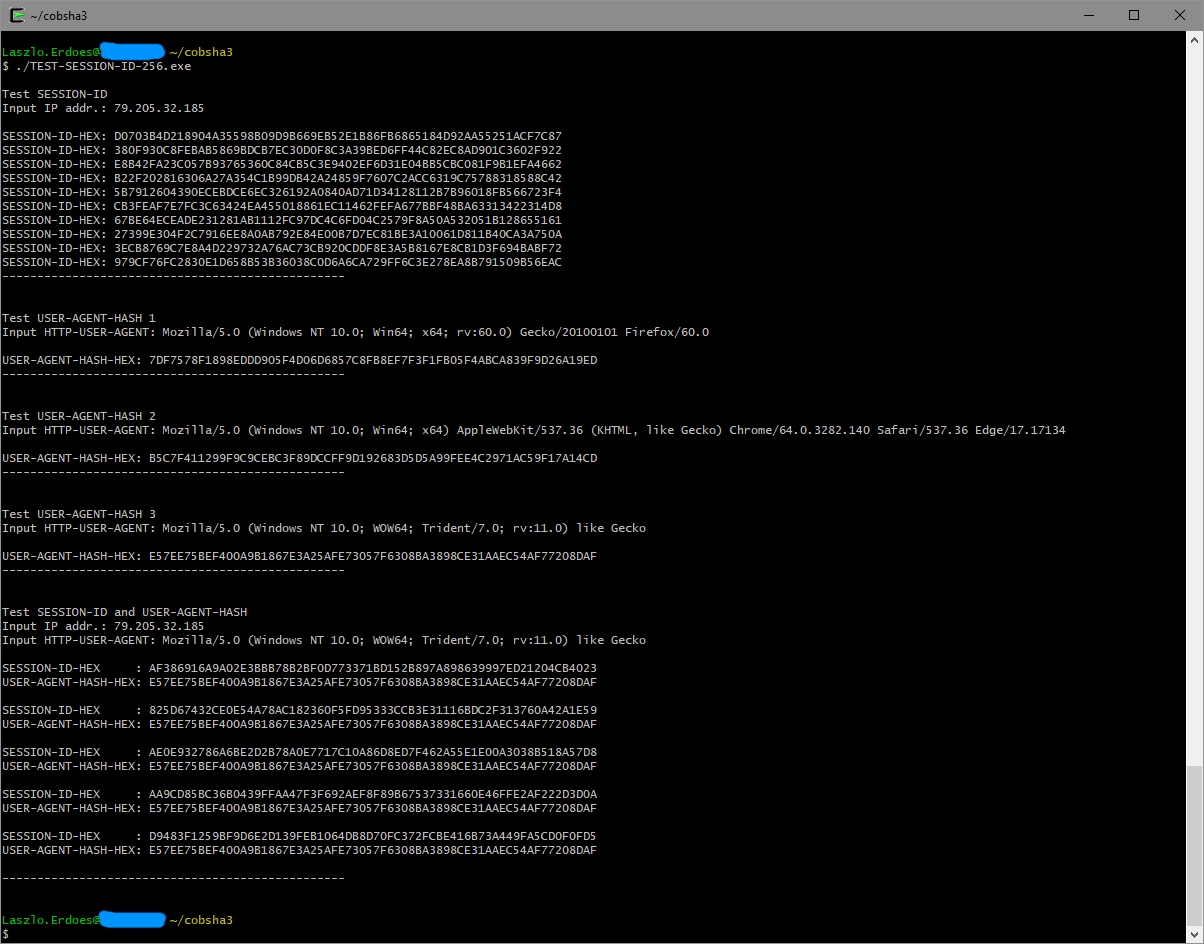 ~/cobsha3
Laszlo.Erdoes@ ~/cobsha3
$ ./TEST-SESSION-ID-256.exe
Test SESSION-ID
Input IP addr.: 79.205.32.185
SESSION-ID-HEX: D0703B4D218904A35598B09D9B669EB52E1B86FB6865184D92AA55251ACF7C87
SESSION-ID-HEX: 380F930C8FEBAB5869BDCB7EC30D0F8C3A39BED6FF44C82EC8AD901C3602F922
SESSION-ID-HEX: E8B42FA23C057B93765360C84CB5C3E9402EF6D31E04BB5CBC081F9B1EFA4662
SESSION-ID-HEX: B22F202816306A27A354C1B99DB42A24859F7607C2ACC6319C75788318588C42
SESSION-ID-HEX: 5B7912604390ECEBDCE6EC326192A0840AD71D34128112B7B96018FB566723F4
SESSION-ID-HEX: CB3FEAF7E7FC3C63424EA455018861EC11462FEFA677BBF48BA63313422314D8
SESSION-ID-HEX: 67BE64ECEADE231281AB1112FC97DC4C6FD04C2579F8A50A532051B128655161
SESSION-ID-HEX: 27399E304F2C7916EE8A0AB792E84E00B7D7EC81BE3A10061D811B40CA3A750A
SESSION-ID-HEX: 3ECB8769C7E8A4D229732A76AC73CB920CDDF8E3A5B8167E8CB1D3F694BABF72
SESSION-ID-HEX: 979CF76FC2830E1D658B53B36038C0D6A6CA729FF6C3E278EA8B791509B56EAC
-------------------------------------------------
Test USER-AGENT-HASH 1
Input HTTP-USER-AGENT: Mozilla/5.0 (Windows NT 10.0; Win64; x64; rv:60.0) Gecko/20100101 Firefox/60.0
USER-AGENT-HASH-HEX: 7DF7578F1898EDDD905F4D06D6857C8FB8EF7F3F1FB05F4ABCA839F9D26A19ED
-------------------------------------------------
Test USER-AGENT-HASH 2
Input HTTP-USER-AGENT: Mozilla/5.0 (Windows NT 10.0; Win64; x64) AppleWebKit/537.36 (KHTML, like Gecko) Chrome/64.0.3282.140 Safari/537.36 Edge/17.17134
USER-AGENT-HASH-HEX: B5C7F411299F9C9CEBC3F89DCCFF9D192683D5D5A99FEE4C2971AC59F17A14CD
-------------------------------------------------
Test USER-AGENT-HASH 3
Input HTTP-USER-AGENT: Mozilla/5.0 (Windows NT 10.0; WOW64; Trident/7.0; rv:11.0) like Gecko
USER-AGENT-HASH-HEX: E57EE75BEF400A9B1867E3A25AFE73057F6308BA3898CE31AAEC54AF77208DAF
-------------------------------------------------
Test SESSION-ID and USER-AGENT-HASH
Input IP addr.: 79.205.32.185
Input HTTP-USER-AGENT: Mozilla/5.0 (Windows NT 10.0; WOW64; Trident/7.0; rv:11.0) like Gecko
SESSION-ID-HEX     : AF386916A9A02E3BBB78B2BF0D773371BD152B897A898639997ED21204CB4023
USER-AGENT-HASH-HEX: E57EE75BEF400A9B1867E3A25AFE73057F6308BA3898CE31AAEC54AF77208DAF
SESSION-ID-HEX     : 825D67432CE0E54A78AC182360F5FD95333CCB3E31116BDC2F313760A42A1E59
USER-AGENT-HASH-HEX: E57EE75BEF400A9B1867E3A25AFE73057F6308BA3898CE31AAEC54AF77208DAF
SESSION-ID-HEX     : AE0E932786A6BE2D2B78A0E7717C10A86D8ED7F462A55E1E00A3038B518A57D8
USER-AGENT-HASH-HEX: E57EE75BEF400A9B1867E3A25AFE73057F6308BA3898CE31AAEC54AF77208DAF
SESSION-ID-HEX     : AA9CD85BC36B0439FFAA47F3F692AEF8F89B67537331660E46FFE2AF222D3D0A
USER-AGENT-HASH-HEX: E57EE75BEF400A9B1867E3A25AFE73057F6308BA3898CE31AAEC54AF77208DAF
SESSION-ID-HEX     : D9483F1259BF9D6E2D139FEB1064DB8D70FC372FCBE416B73A449FA5CD0F0FD5
USER-AGENT-HASH-HEX: E57EE75BEF400A9B1867E3A25AFE73057F6308BA3898CE31AAEC54AF77208DAF
-------------------------------------------------
Laszlo.Erdoes@ ~/cobsha3
$